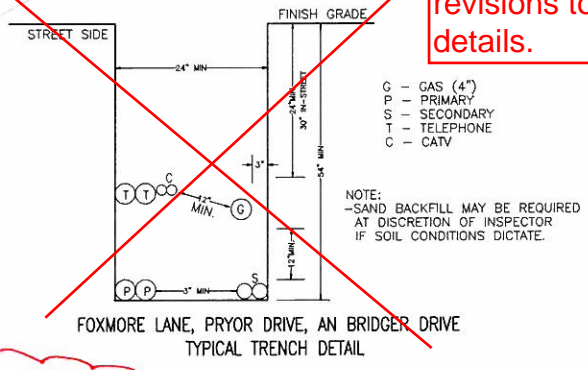 revisions to
details.
FINISH GRADE
STREET SIDE
24" MIN
24" MIN
30" IN-STREET
54" MIN
3"
G - GAS (4")
P - PRIMARY
S - SECONDARY
T - TELEPHONE
C - CATV
C
T T
12"
MIN.
G
NOTE:
-SAND BACKFILL MAY BE REQUIRED
AT DISCRETION OF INSPECTOR
IF SOIL CONDITIONS DICTATE.
12" MIN.
S
P P
3" MIN
FOXMORE LANE, PRYOR DRIVE, AN BRIDGER DRIVE
TYPICAL TRENCH DETAIL